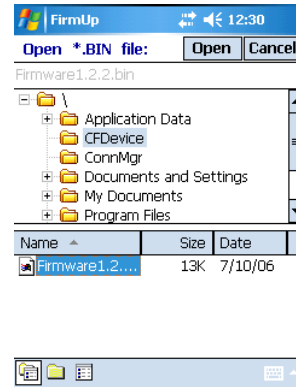 FirmUp 12:30
Open *.BIN file: Open Cancel
Firmware1.2.2.bin
\
Application Data
CFDevice
ConnMgr
Documents and Settings
My Documents
Program Files
Name Size Date
Firmware1.2.... 13K 7/10/06